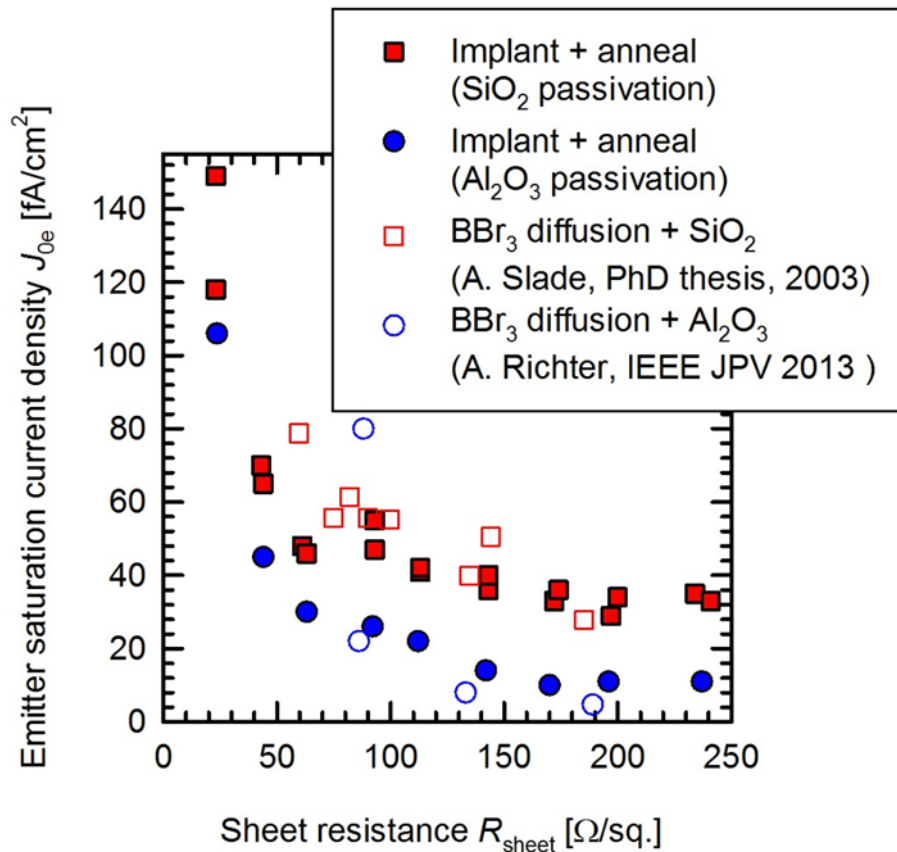 Implant + anneal
(SiO₂ passivation)
Implant + anneal
(Al₂O₃ passivation)
BBr₃ diffusion + SiO₂
(A. Slade, PhD thesis, 2003)
BBr₃ diffusion + Al₂O₃
(A. Richter, IEEE JPV 2013 )
Emitter saturation current density J₀ₑ [fA/cm²]
140
120
100
80
60
40
20
0
0 50 100 150 200 250
Sheet resistance R_sheet [Ω/sq.]